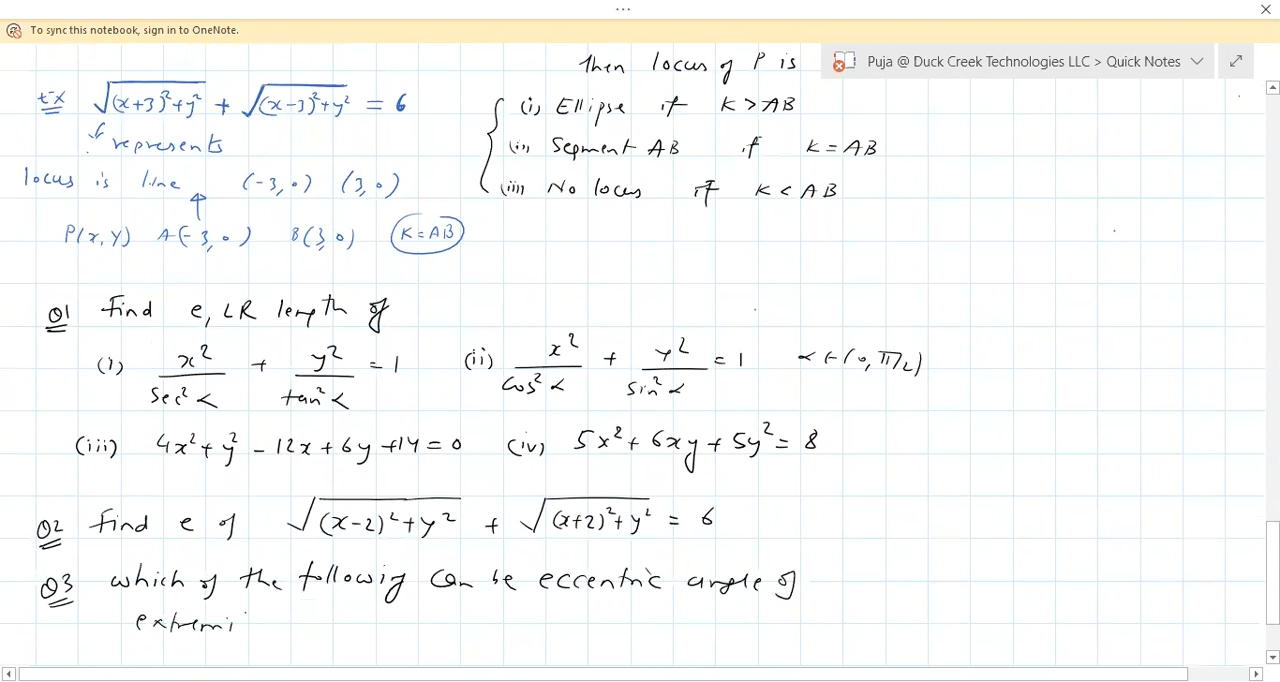 To sync this notebook, sign in to OneNote.
Puja @ Duck Creek Technologies LLC > Quick Notes
Then locus of P is
(i) Ellipse if K > AB
(ii) Segment AB if K = AB
(iii) No locus if K < AB
Ex √(x+3)²+y² + √(x-3)²+y² = 6
represents
locus is line (-3, 0) (3, 0)
P(x, y) A(-3, 0) B(3, 0) K = AB
Q1 Find e, LR length of
(i) x²/sec²α + y²/tan²α = 1 (ii) x²/cos²α + y²/sin²α = 1 α ∈ (0, π/2)
(iii) 4x² + y² - 12x + 6y + 14 = 0 (iv) 5x² + 6xy + 5y² = 8
Q2 Find e of √(x-2)²+y² + √(x+2)²+y² = 6
Q3 which of the followig can be eccentric angle of
extremi